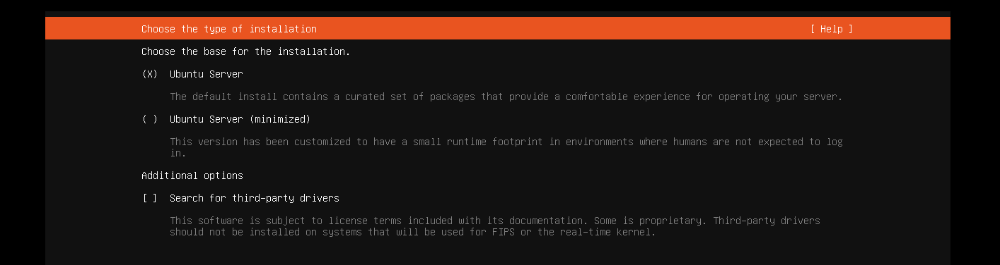 Choose the type of installation [ Help ]
Choose the base for the installation.
(X) Ubuntu Server
The default install contains a curated set of packages that provide a comfortable experience for operating your server.
( ) Ubuntu Server (minimized)
This version has been customized to have a small runtime footprint in environments where humans are not expected to log
in.
Additional options
[ ] Search for third-party drivers
This software is subject to license terms included with its documentation. Some is proprietary. Third-party drivers
should not be installed on systems that will be used for FIPS or the real-time kernel.